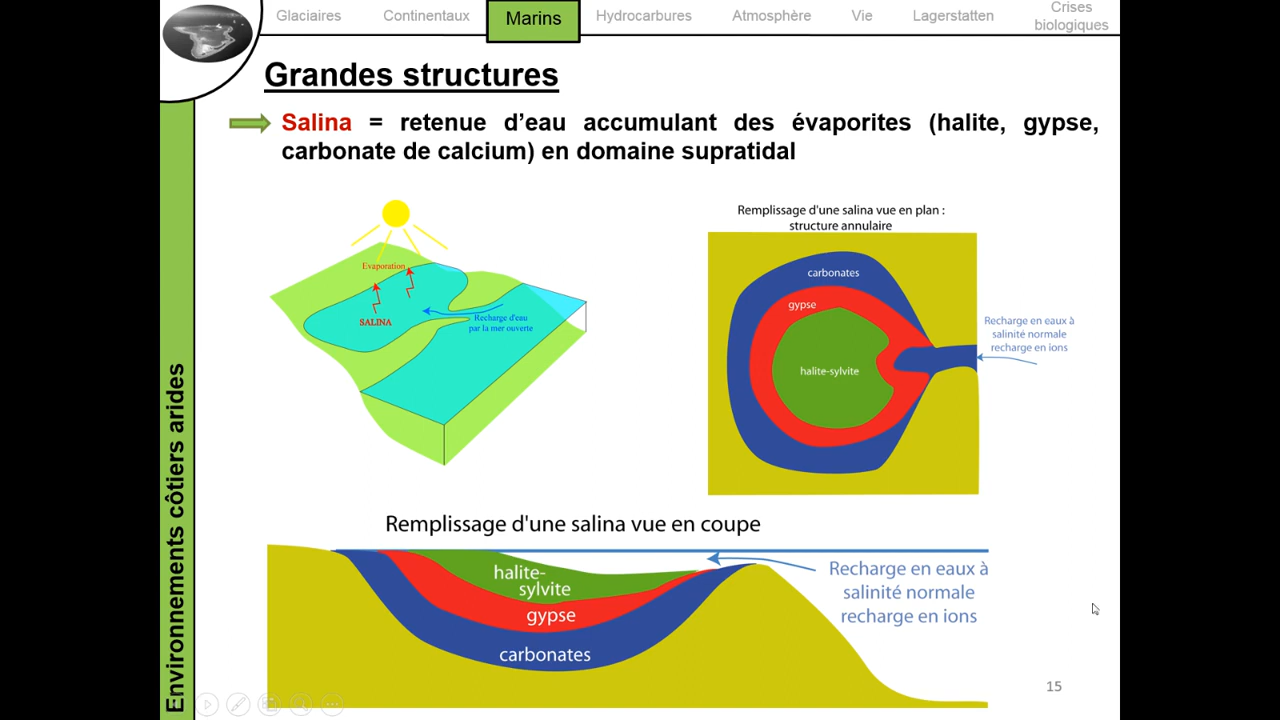 Glaciaires Continentaux Marins Hydrocarbures Atmosphère Vie Lagerstatten Crises
biologiques
Grandes structures
Salina = retenue d’eau accumulant des évaporites (halite, gypse,
carbonate de calcium) en domaine supratidal
Evaporation
SALINA
Recharge d'eau
par la mer ouverte
Remplissage d'une salina vue en plan :
structure annulaire
carbonates
gypse
halite-sylvite
Recharge en eaux à
salinité normale
recharge en ions
Environnements côtiers arides
Remplissage d'une salina vue en coupe
halite-
sylvite
gypse
carbonates
Recharge en eaux à
salinité normale
recharge en ions
15